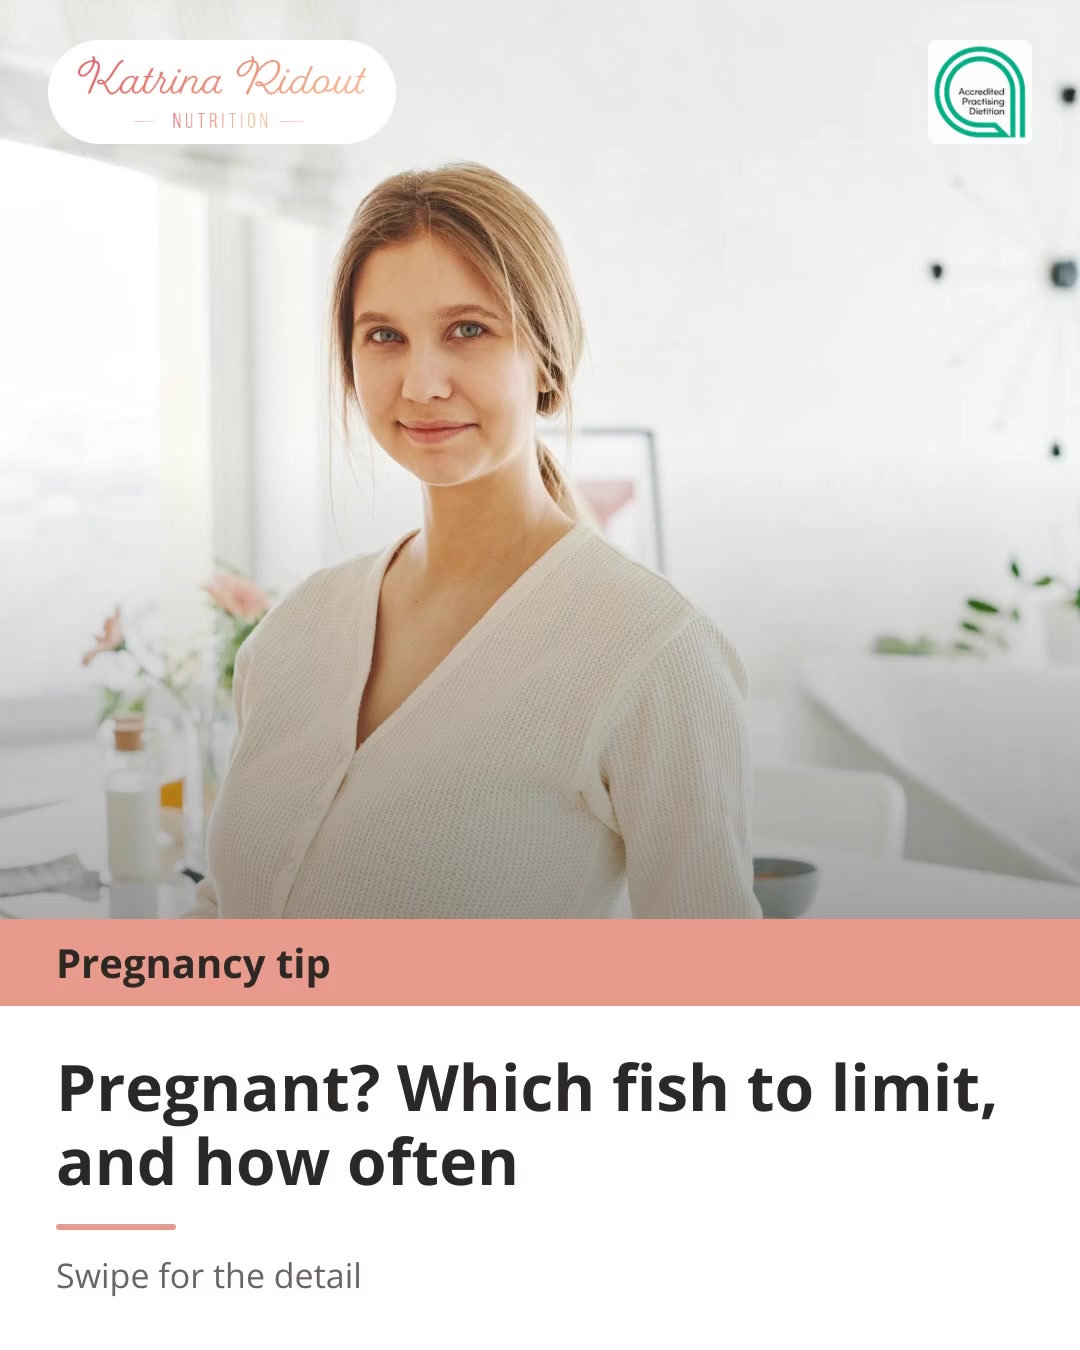 Katrina Ridout
NUTRITION
Accredited
Practising
Dietitian
Pregnancy tip
Pregnant? Which fish to limit,
and how often
Swipe for the detail